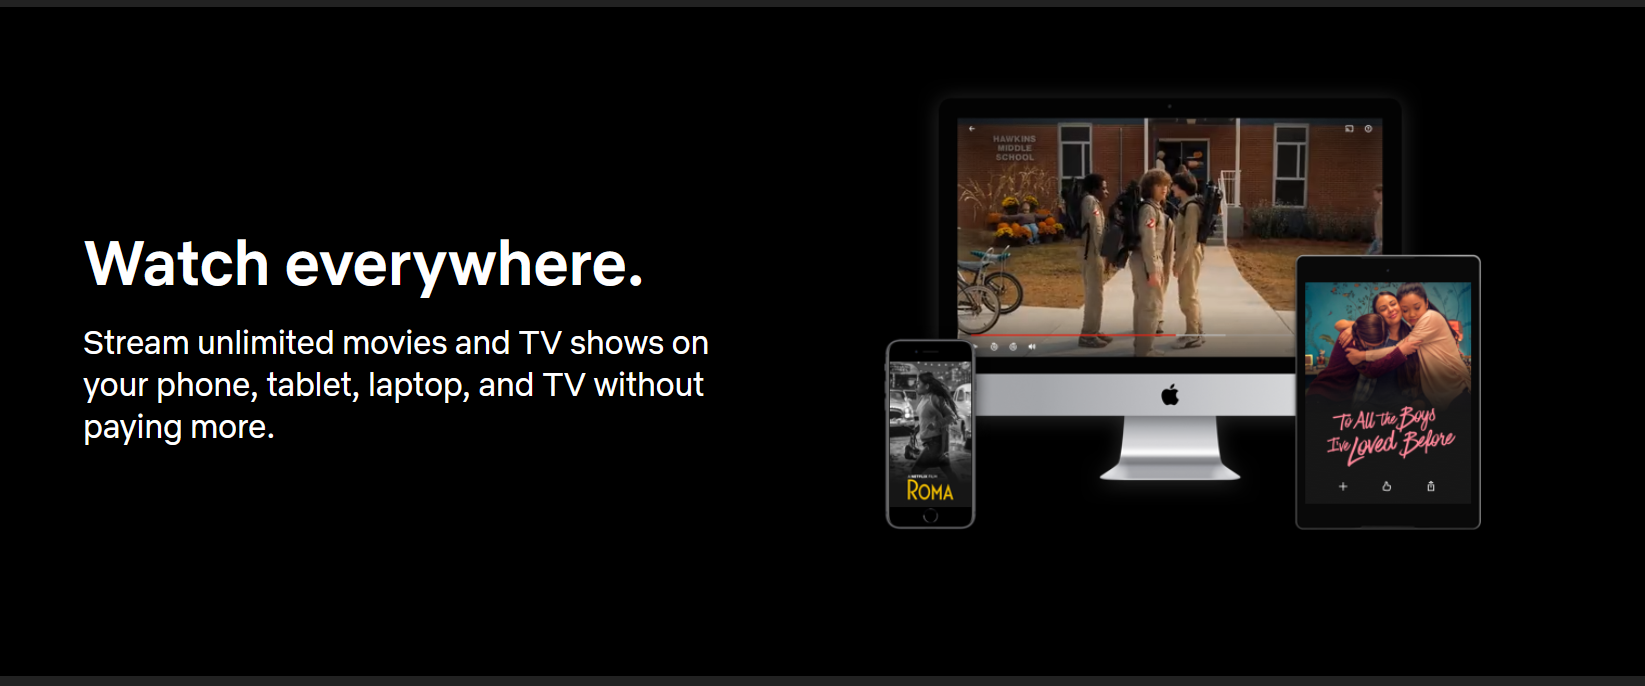 Watch everywhere.
Stream unlimited movies and TV shows on
your phone, tablet, laptop, and TV without
paying more.
HAWKINS
MIDDLE
SCHOOL
A NETFLIX FILM
ROMA
To All the Boys
I've Loved Before